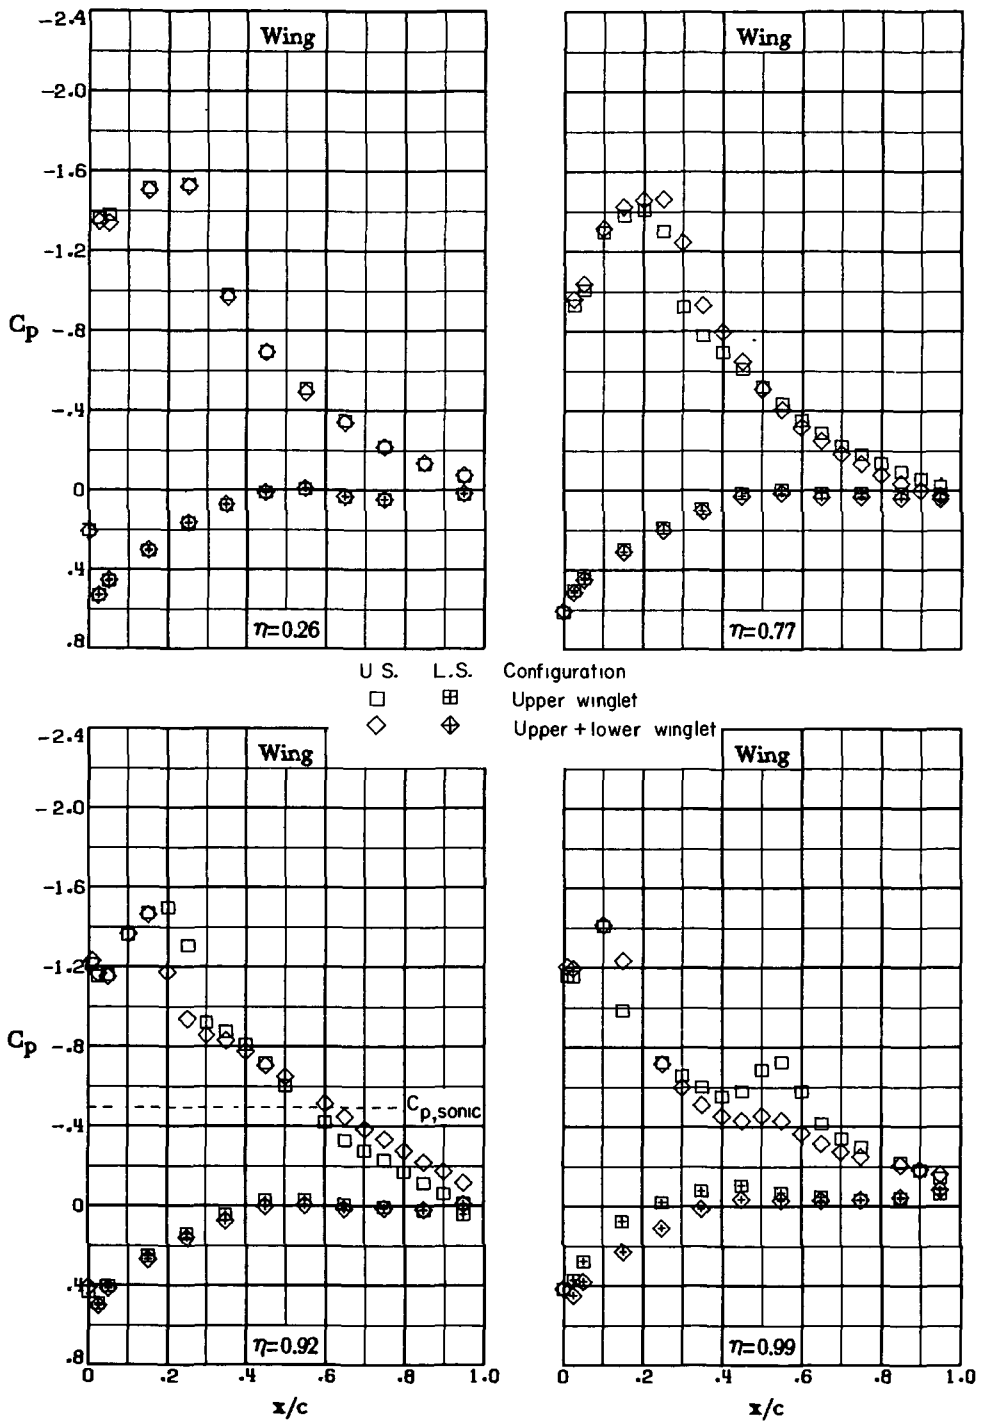 -2.4
Wing
Wing
-2.0
-1.6
-1.2
Cp
-.8
-.4
0
.4
.8
η=0.26
η=0.77
U S. L.S. Configuration
Upper winglet
Upper + lower winglet
-2.4
Wing
Wing
-2.0
-1.6
-1.2
Cp
-.8
Cp,sonic
-.4
0
.4
.8
η=0.92
η=0.99
0 .2 .4 .6 .8 1.0
0 .2 .4 .6 .8 1.0
x/c
x/c